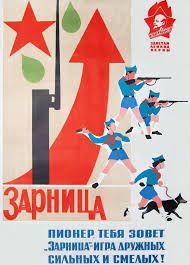 ЗАРНИЦА
ПИОНЕР ТЕБЯ ЗОВЕТ
„ЗАРНИЦА"-ИГРА ДРУЖНЫХ
СИЛЬНЫХ И СМЕЛЫХ!